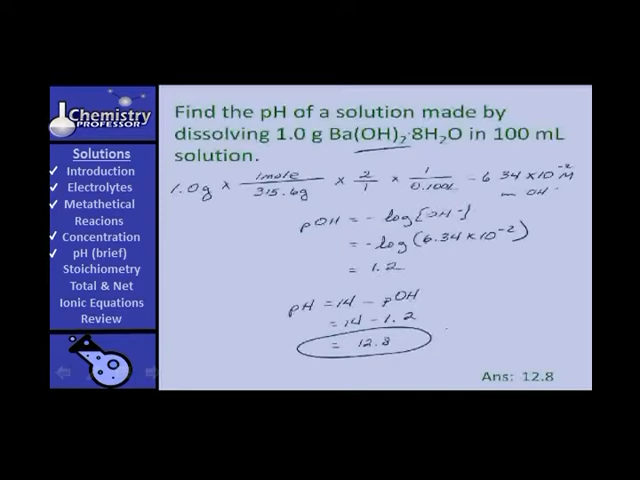 Chemistry
PROFESSOR
Solutions
✓ Introduction
✓ Electrolytes
✓ Metathetical
Reacions
✓ Concentration
✓ pH (brief)
Stoichiometry
Total & Net
Ionic Equations
Review
Find the pH of a solution made by
dissolving 1.0 g Ba(OH)₂·8H₂O in 100 mL
solution.
1.0g × 1mole/315.6g × 2/1 × 1/0.100L = 6.34×10⁻² M
in OH⁻
pOH = -log[OH⁻]
= -log(6.34×10⁻²)
= 1.2
pH = 14 - pOH
= 14 - 1.2
= 12.8
Ans: 12.8